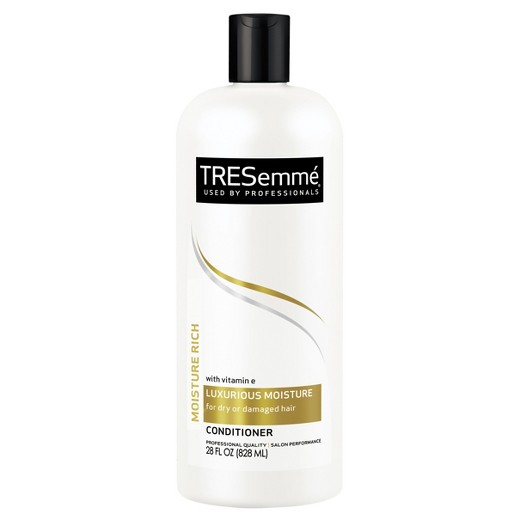 TRESemmé®
USED BY PROFESSIONALS
MOISTURE RICH
with vitamin e
LUXURIOUS MOISTURE
for dry or damaged hair
CONDITIONER
PROFESSIONAL QUALITY | SALON PERFORMANCE
28 FL OZ (828 ML)